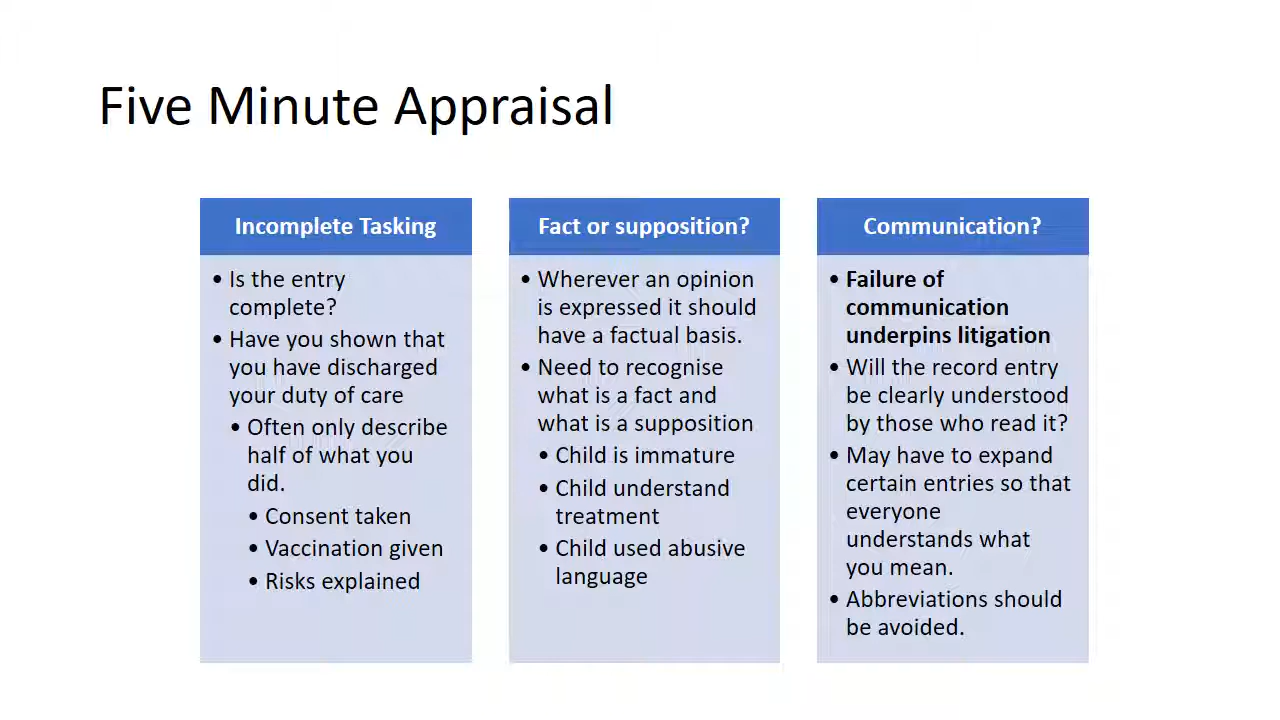 Five Minute Appraisal
Incomplete Tasking
• Is the entry
complete?
• Have you shown that
you have discharged
your duty of care
• Often only describe
half of what you
did.
• Consent taken
• Vaccination given
• Risks explained
Fact or supposition?
• Wherever an opinion
is expressed it should
have a factual basis.
• Need to recognise
what is a fact and
what is a supposition
• Child is immature
• Child understand
treatment
• Child used abusive
language
Communication?
• Failure of
communication
underpins litigation
• Will the record entry
be clearly understood
by those who read it?
• May have to expand
certain entries so that
everyone
understands what
you mean.
• Abbreviations should
be avoided.